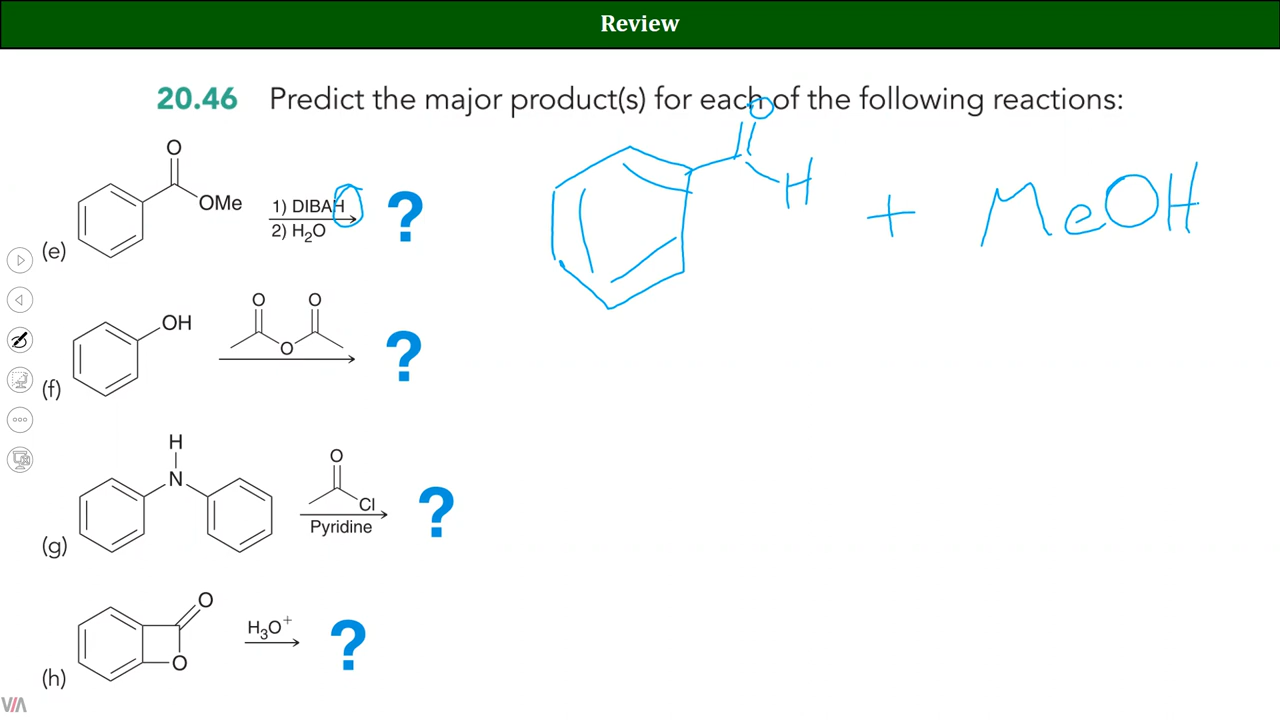 Review
20.46 Predict the major product(s) for each of the following reactions:
O
OMe
1) DIBAH
2) H₂O
?
(e)
O
H
+ MeOH
OH
O O
O
?
(f)
H
N
O
Cl
Pyridine
?
(g)
O
O
H₃O⁺
?
(h)
VIA